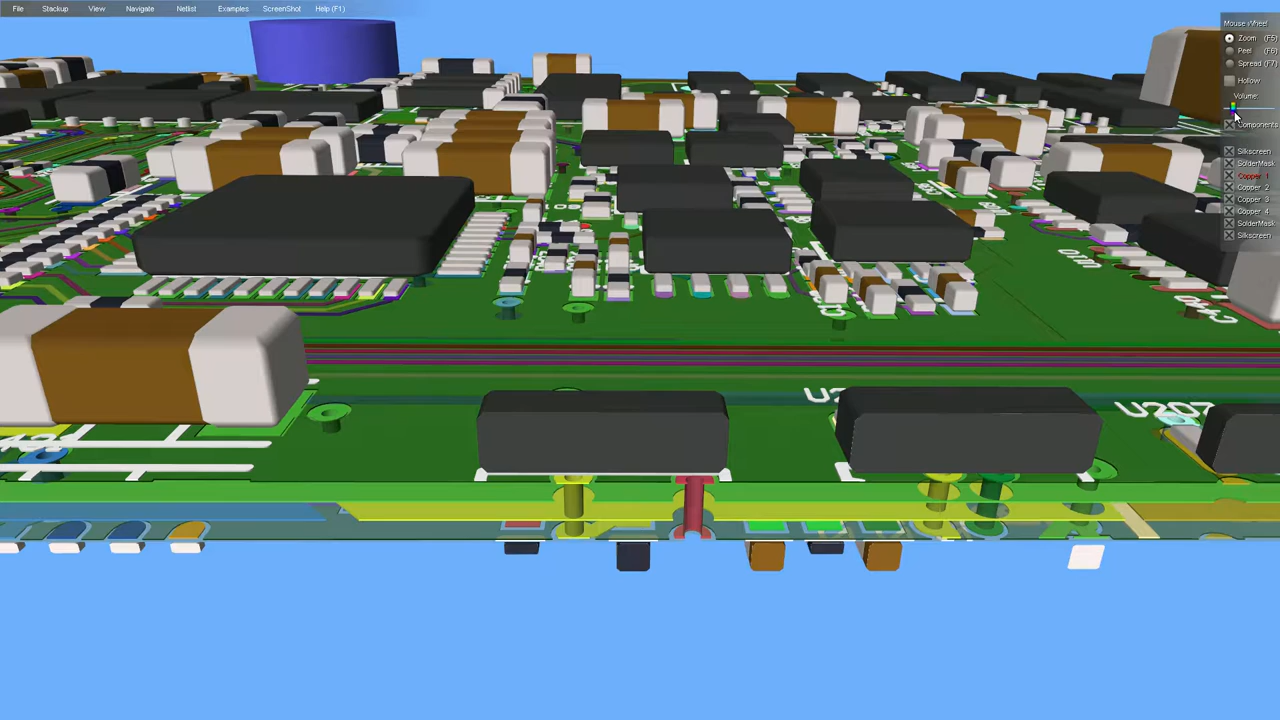 File Stackup View Navigate Netlist Examples ScreenShot Help (F1)
Mouse Wheel
Zoom (F5)
Peel (F6)
Spread (F7)
Hollow
Volume:
Components
Silkscreen
SolderMask
Copper 1
Copper 2
Copper 3
Copper 4
SolderMask
Silkscreen
U207